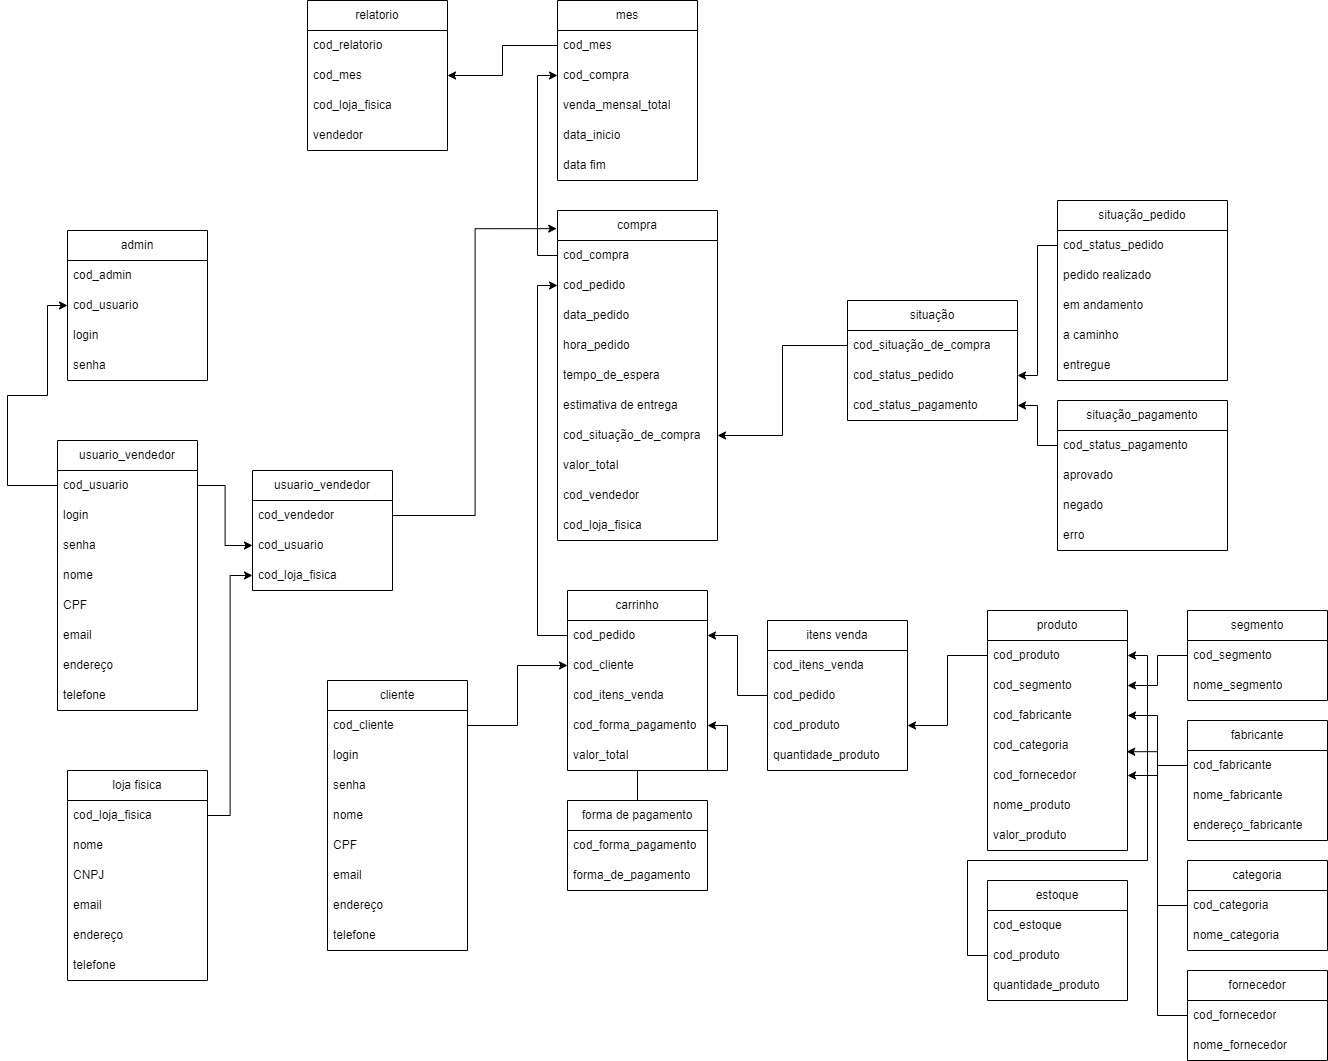 relatorio
cod_relatorio
cod_mes
cod_loja_fisica
vendedor
mes
cod_mes
cod_compra
venda_mensal_total
data_inicio
data fim
admin
cod_admin
cod_usuario
login
senha
compra
cod_compra
cod_pedido
data_pedido
hora_pedido
tempo_de_espera
estimativa de entrega
cod_situação_de_compra
valor_total
cod_vendedor
cod_loja_fisica
situação
cod_situação_de_compra
cod_status_pedido
cod_status_pagamento
situação_pedido
cod_status_pedido
pedido realizado
em andamento
a caminho
entregue
situação_pagamento
cod_status_pagamento
aprovado
negado
erro
usuario_vendedor
cod_usuario
login
senha
nome
CPF
email
endereço
telefone
usuario_vendedor
cod_vendedor
cod_usuario
cod_loja_fisica
loja fisica
cod_loja_fisica
nome
CNPJ
email
endereço
telefone
cliente
cod_cliente
login
senha
nome
CPF
email
endereço
telefone
carrinho
cod_pedido
cod_cliente
cod_itens_venda
cod_forma_pagamento
valor_total
forma de pagamento
cod_forma_pagamento
forma_de_pagamento
itens venda
cod_itens_venda
cod_pedido
cod_produto
quantidade_produto
produto
cod_produto
cod_segmento
cod_fabricante
cod_categoria
cod_fornecedor
nome_produto
valor_produto
estoque
cod_estoque
cod_produto
quantidade_produto
segmento
cod_segmento
nome_segmento
fabricante
cod_fabricante
nome_fabricante
endereço_fabricante
categoria
cod_categoria
nome_categoria
fornecedor
cod_fornecedor
nome_fornecedor